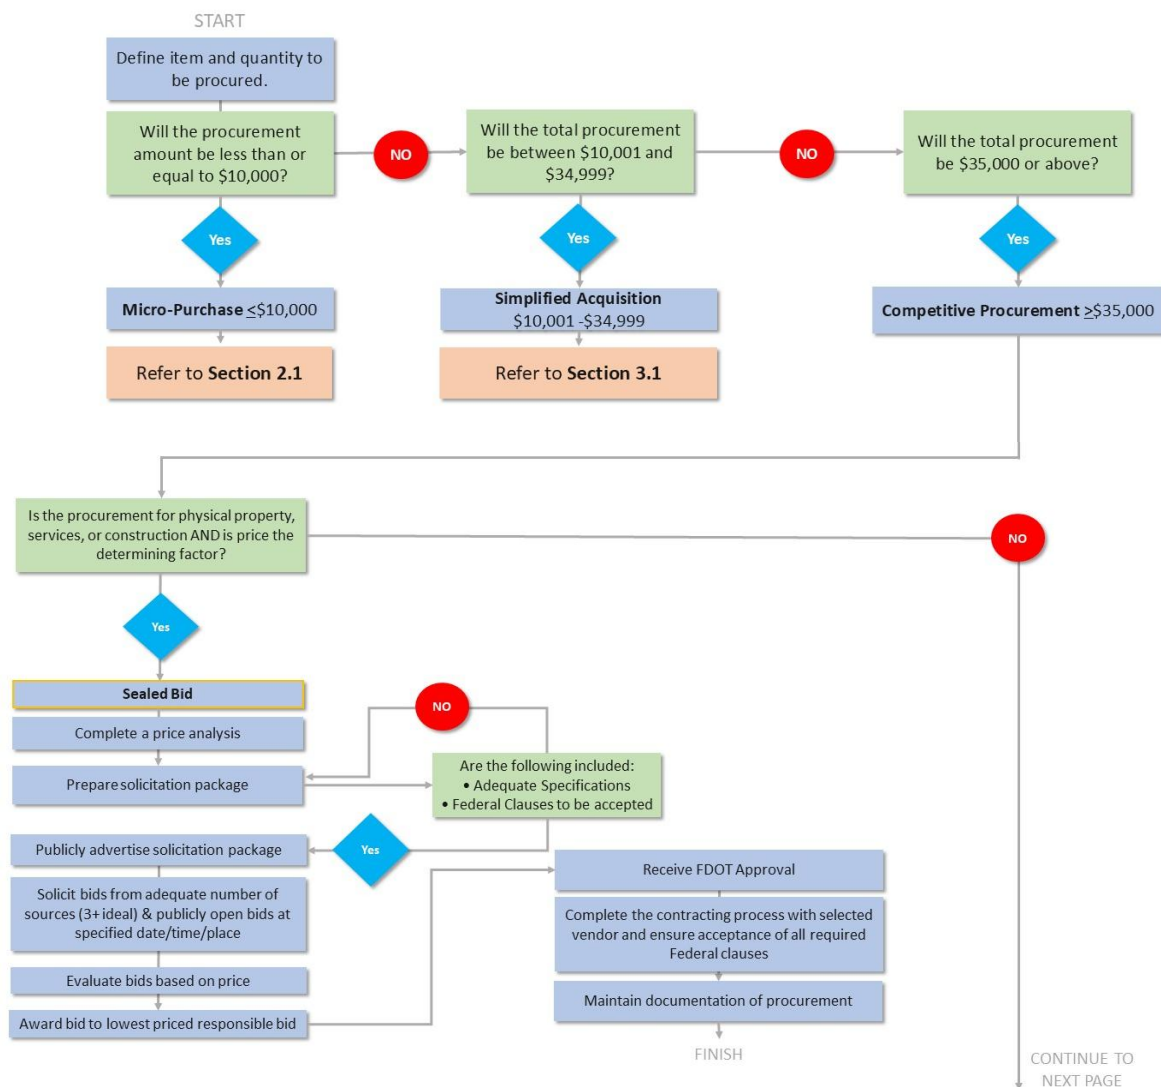 START
Define item and quantity to
be procured.
Will the procurement
amount be less than or
equal to $10,000?
NO
Will the total procurement
be between $10,001 and
$34,999?
NO
Will the total procurement
be $35,000 or above?
Yes
Yes
Yes
Micro-Purchase ≤$10,000
Simplified Acquisition
$10,001 -$34,999
Competitive Procurement ≥$35,000
Refer to Section 2.1
Refer to Section 3.1
Is the procurement for physical property,
services, or construction AND is price the
determining factor?
NO
Yes
Sealed Bid
NO
Complete a price analysis
Prepare solicitation package
Are the following included:
• Adequate Specifications
• Federal Clauses to be accepted
Yes
Publicly advertise solicitation package
Solicit bids from adequate number of
sources (3+ ideal) & publicly open bids at
specified date/time/place
Evaluate bids based on price
Award bid to lowest priced responsible bid
Receive FDOT Approval
Complete the contracting process with selected
vendor and ensure acceptance of all required
Federal clauses
Maintain documentation of procurement
FINISH
CONTINUE TO
NEXT PAGE